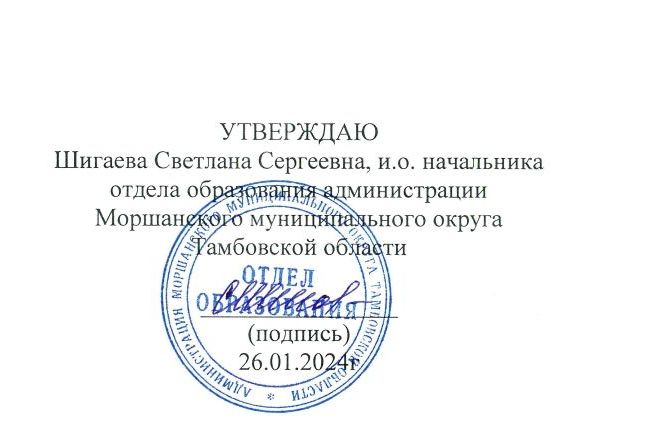 УТВЕРЖДАЮ
Шигаева Светлана Сергеевна, и.о. начальника
отдела образования администрации
Моршанского муниципального округа
Тамбовской области
АДМИНИСТРАЦИЯ МОРШАНСКОГО МУНИЦИПАЛЬНОГО ОКРУГА ТАМБОВСКОЙ ОБЛАСТИ *
ОТДЕЛ
ОБРАЗОВАНИЯ
(подпись)
26.01.2024г